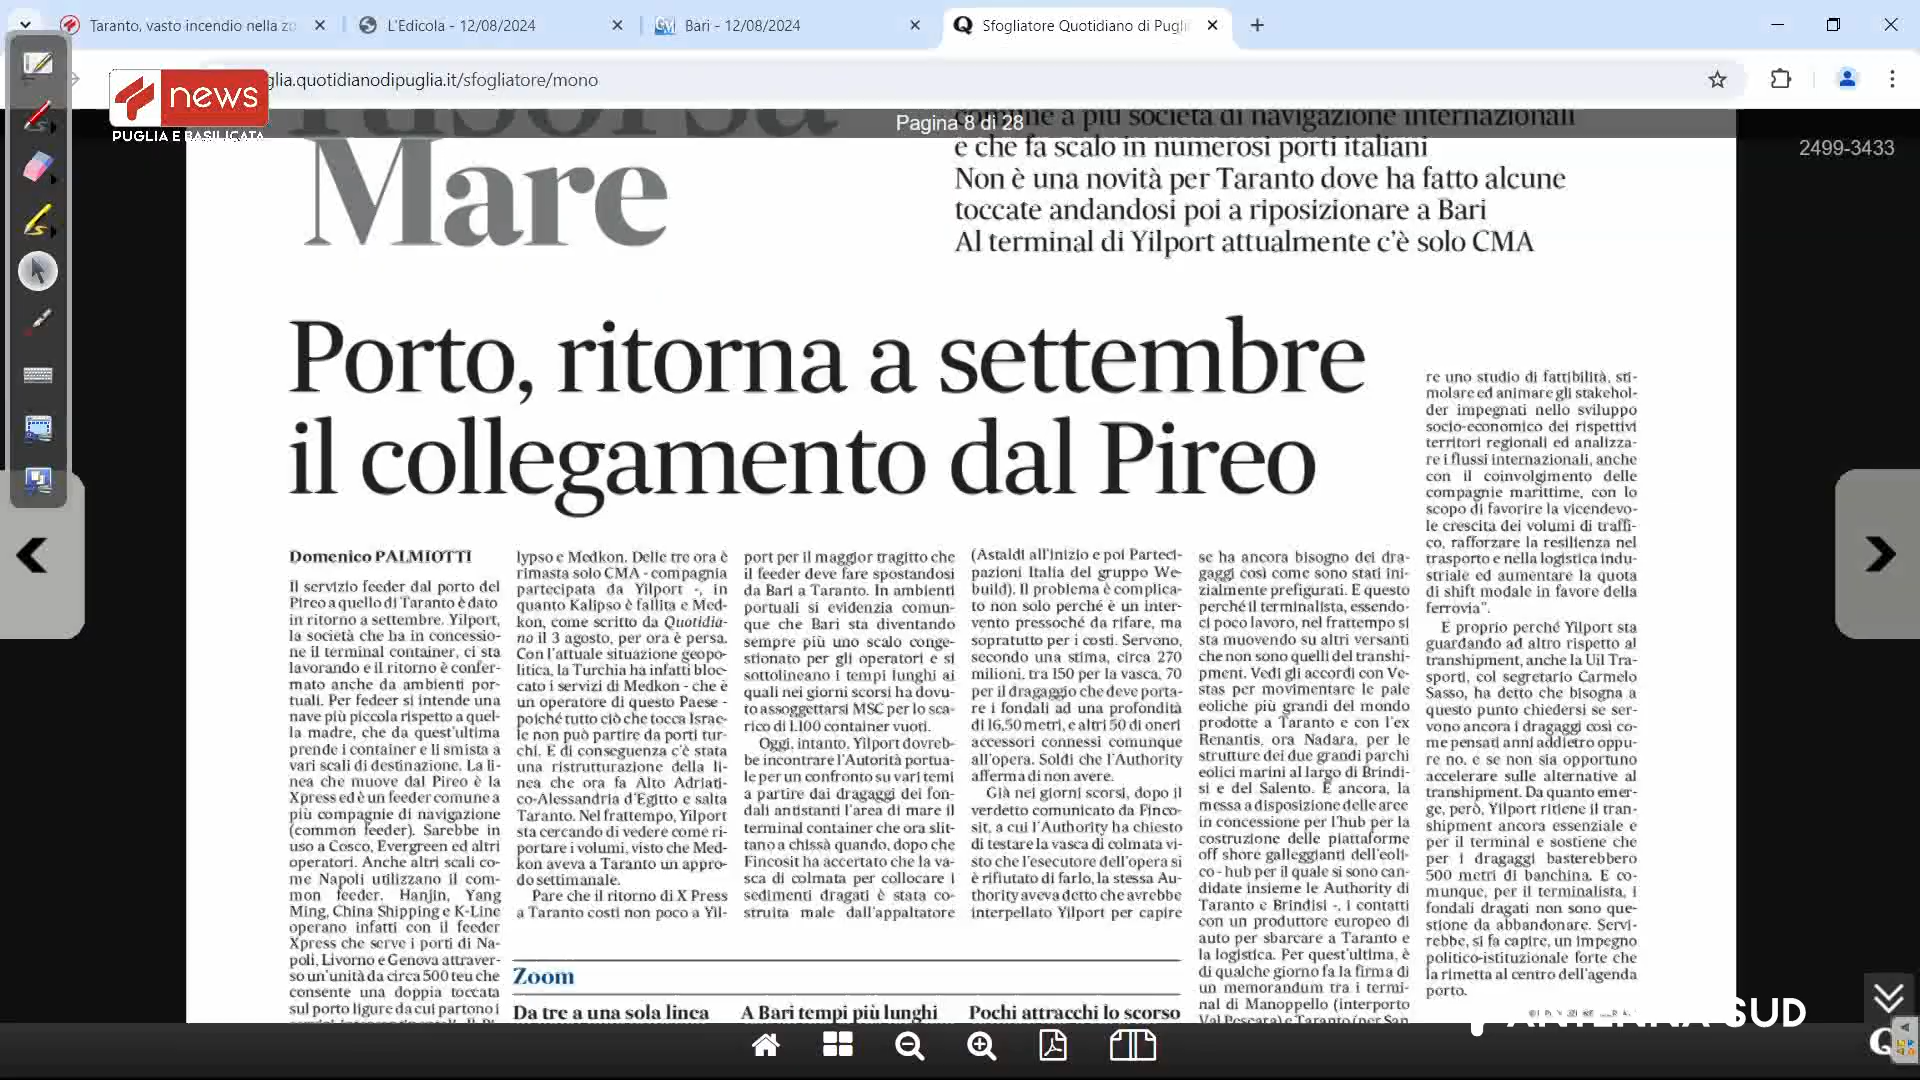 Taranto, vasto incendio nella zo
L'Edicola - 12/08/2024
Bari - 12/08/2024
Sfogliatore Quotidiano di Pugli
glia.quotidianodipuglia.it/sfogliatore/mono
news
PUGLIA E BASILICATA
Pagina 8 di 28
2499-3433
Risorsa
Mare
comune a più società di navigazione internazionali
e che fa scalo in numerosi porti italiani
Non è una novità per Taranto dove ha fatto alcune
toccate andandosi poi a riposizionare a Bari
Al terminal di Yilport attualmente c'è solo CMA
Porto, ritorna a settembre
il collegamento dal Pireo
Domenico PALMIOTTI
Il servizio feeder dal porto del
Pireo a quello di Taranto è dato
in ritorno a settembre. Yilport,
la società che ha in concessio-
ne il terminal container, ci sta
lavorando e il ritorno è confer-
mato anche da ambienti por-
tuali. Per fedeer si intende una
nave più piccola rispetto a quel-
la madre, che da quest'ultima
prende i container e li smista a
vari scali di destinazione. La li-
nea che muove dal Pireo è la
Xpress ed è un feeder comune a
più compagnie di navigazione
(common feeder). Sarebbe in
uso a Cosco, Evergreen ed altri
operatori. Anche altri scali co-
me Napoli utilizzano il com-
mon feeder. Hanjin, Yang
Ming, China Shipping e K-Line
operano infatti con il feeder
Xpress che serve i porti di Na-
poli, Livorno e Genova attraver-
so un'unità da circa 500 teu che
consente una doppia toccata
sul porto ligure da cui partono i
lypso e Medkon. Delle tre ora è
rimasta solo CMA - compagnia
partecipata da Yilport -, in
quanto Kalipso è fallita e Med-
kon, come scritto da Quotidia-
no il 3 agosto, per ora è persa.
Con l'attuale situazione geopo-
litica, la Turchia ha infatti bloc-
cato i servizi di Medkon - che è
un operatore di questo Paese -
poiché tutto ciò che tocca Israe-
le non può partire da porti tur-
chi. E di conseguenza c'è stata
una ristrutturazione della li-
nea che ora fa Alto Adriati-
co-Alessandria d'Egitto e salta
Taranto. Nel frattempo, Yilport
sta cercando di vedere come ri-
portare i volumi, visto che Med-
kon aveva a Taranto un appro-
do settimanale.
Pare che il ritorno di X Press
a Taranto costi non poco a Yil-
port per il maggior tragitto che
il feeder deve fare spostandosi
da Bari a Taranto. In ambienti
portuali si evidenzia comun-
que che Bari sta diventando
sempre più uno scalo conge-
stionato per gli operatori e si
sottolineano i tempi lunghi ai
quali nei giorni scorsi ha dovu-
to assoggettarsi MSC per lo sca-
rico di 1.100 container vuoti.
Oggi, intanto, Yilport dovreb-
be incontrare l'Autorità portua-
le per un confronto su vari temi
a partire dai dragaggi dei fon-
dali antistanti l'area di mare il
terminal container che ora slit-
tano a chissà quando, dopo che
Fincosit ha accertato che la va-
sca di colmata per collocare i
sedimenti dragati è stata co-
struita male dall'appaltatore
(Astaldi all'inizio e poi Parteci-
pazioni Italia del gruppo We-
build). Il problema è complica-
to non solo perché è un inter-
vento pressoché da rifare, ma
sopratutto per i costi. Servono,
secondo una stima, circa 270
milioni, tra 150 per la vasca, 70
per il dragaggio che deve porta-
re i fondali ad una profondità
di 16,50 metri, e altri 50 di oneri
accessori connessi comunque
all'opera. Soldi che l'Authority
afferma di non avere.
Già nei giorni scorsi, dopo il
verdetto comunicato da Finco-
sit, a cui l'Authority ha chiesto
di testare la vasca di colmata vi-
sto che l'esecutore dell'opera si
è rifiutato di farlo, la stessa Au-
thority aveva detto che avrebbe
interpellato Yilport per capire
se ha ancora bisogno dei dra-
gaggi così come sono stati ini-
zialmente prefigurati. E questo
perché il terminalista, essendo-
ci poco lavoro, nel frattempo si
sta muovendo su altri versanti
che non sono quelli del transhi-
pment. Vedi gli accordi con Ve-
stas per movimentare le pale
eoliche più grandi del mondo
prodotte a Taranto e con l'ex
Renantis, ora Nadara, per le
strutture dei due grandi parchi
eolici marini al largo di Brindi-
si e del Salento. E ancora, la
messa a disposizione delle aree
in concessione per l'hub per la
costruzione delle piattaforme
off shore galleggianti dell'eoli-
co - hub per il quale si sono can-
didate insieme le Authority di
Taranto e Brindisi -, i contatti
con un produttore europeo di
auto per sbarcare a Taranto e
la logistica. Per quest'ultima, è
di qualche giorno fa la firma di
un memorandum tra i termi-
nal di Manoppello (interporto
Val Pescara) e Taranto (per San
re uno studio di fattibilità, sti-
molare ed animare gli stakehol-
der impegnati nello sviluppo
socio-economico dei rispettivi
territori regionali ed analizza-
re i flussi internazionali, anche
con il coinvolgimento delle
compagnie marittime, con lo
scopo di favorire la vicendevo-
le crescita dei volumi di traffi-
co, rafforzare la resilienza nel
trasporto e nella logistica indu-
striale ed aumentare la quota
di shift modale in favore della
ferrovia".
E proprio perché Yilport sta
guardando ad altro rispetto al
transhipment, anche la Uil Tra-
sporti, col segretario Carmelo
Sasso, ha detto che bisogna a
questo punto chiedersi se ser-
vono ancora i dragaggi così co-
me pensati anni addietro oppu-
re no, e se non sia opportuno
accelerare sulle alternative al
transhipment. Da quanto emer-
ge, però, Yilport ritiene il tran-
shipment ancora essenziale e
per il terminal e sostiene che
per i dragaggi basterebbero
500 metri di banchina. E co-
munque, per il terminalista, i
fondali dragati non sono que-
stione da abbandonare. Servi-
rebbe, si fa capire, un impegno
politico-istituzionale forte che
la rimetta al centro dell'agenda
porto.
Zoom
Da tre a una sola linea
A Bari tempi più lunghi
Pochi attracchi lo scorso
ANTENNA SUD